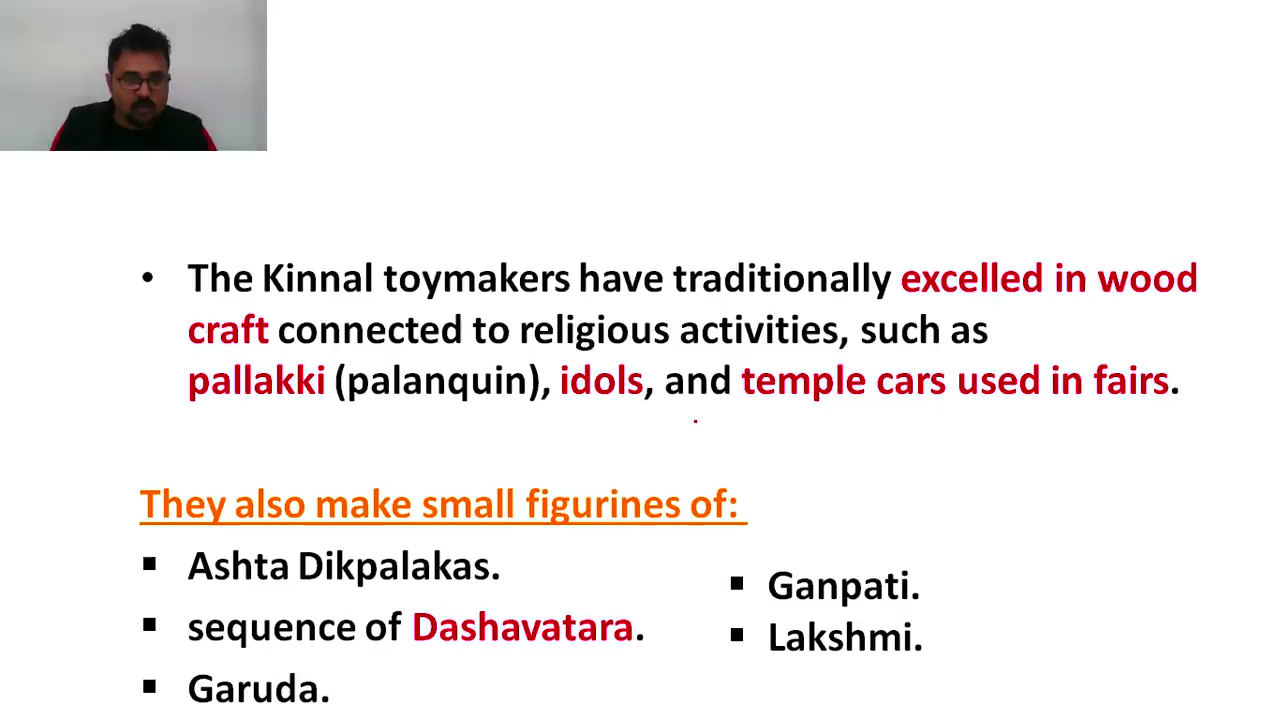 • The Kinnal toymakers have traditionally excelled in wood
craft connected to religious activities, such as
pallakki (palanquin), idols, and temple cars used in fairs.
They also make small figurines of:
▪ Ashta Dikpalakas.
▪ sequence of Dashavatara.
▪ Garuda.
▪ Ganpati.
▪ Lakshmi.